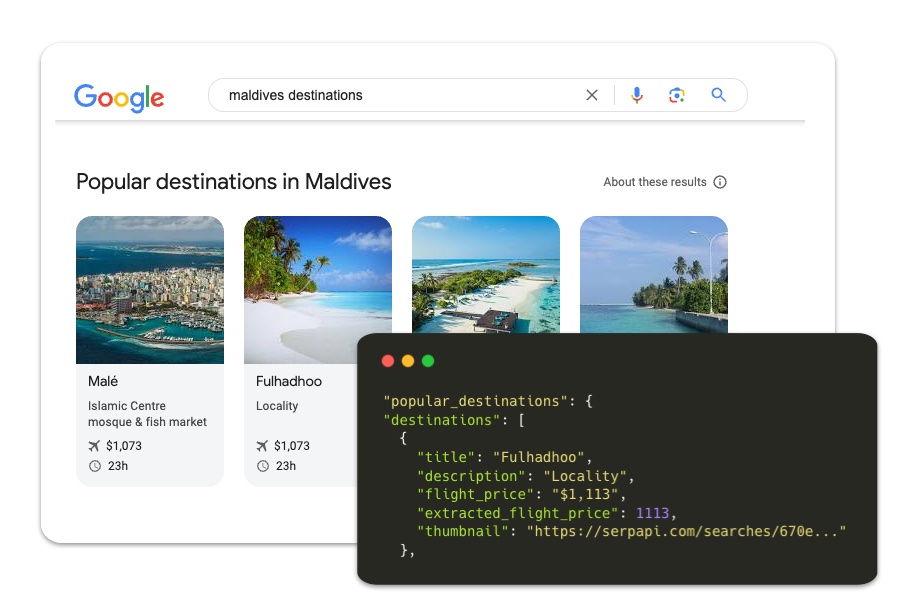 Google
maldives destinations
Popular destinations in Maldives
About these results
Malé
Islamic Centre
mosque & fish market
$1,073
23h
Fulhadhoo
Locality
$1,073
23h
"popular_destinations": {
"destinations": [
{
"title": "Fulhadhoo",
"description": "Locality",
"flight_price": "$1,113",
"extracted_flight_price": 1113,
"thumbnail": "https://serpapi.com/searches/670e..."
},